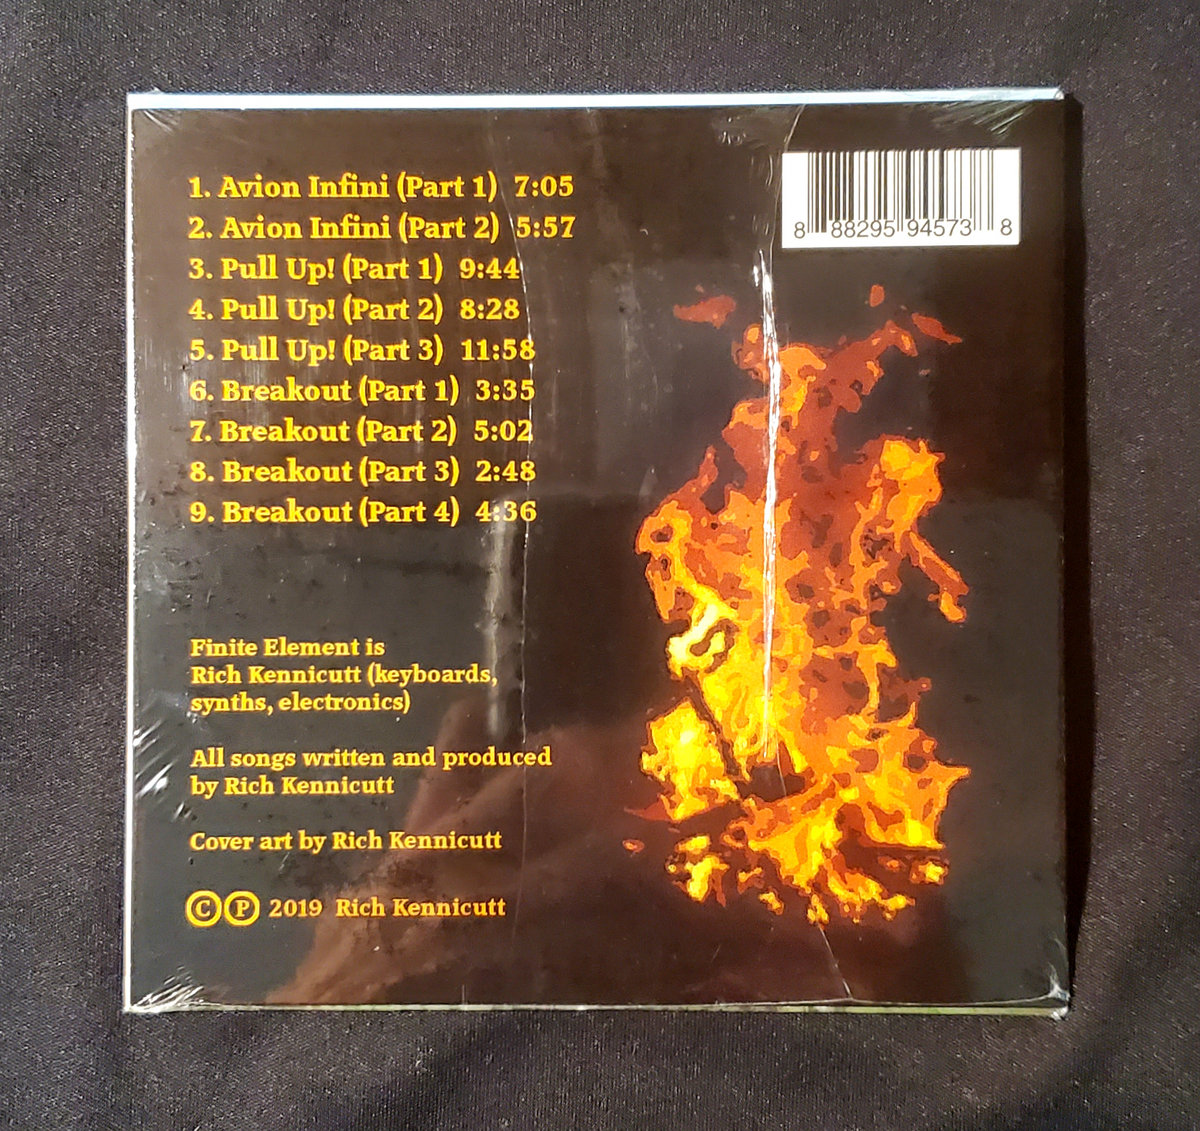 1. Avion Infini (Part 1) 7:05
2. Avion Infini (Part 2) 5:57
3. Pull Up! (Part 1) 9:44
4. Pull Up! (Part 2) 8:28
5. Pull Up! (Part 3) 11:58
6. Breakout (Part 1) 3:35
7. Breakout (Part 2) 5:02
8. Breakout (Part 3) 2:48
9. Breakout (Part 4) 4:36
8 88295 94573 8
Finite Element is
Rich Kennicutt (keyboards,
synths, electronics)
All songs written and produced
by Rich Kennicutt
Cover art by Rich Kennicutt
©℗ 2019 Rich Kennicutt